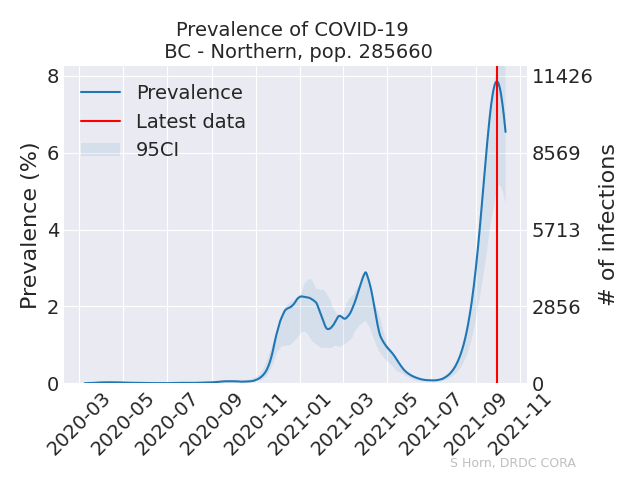 Prevalence of COVID-19
BC - Northern, pop. 285660
Prevalence
Latest data
95CI
Prevalence (%)
8
6
4
2
0
11426
8569
5713
2856
0
# of infections
2020-03
2020-05
2020-07
2020-09
2020-11
2021-01
2021-03
2021-05
2021-07
2021-09
2021-11
S Horn, DRDC CORA